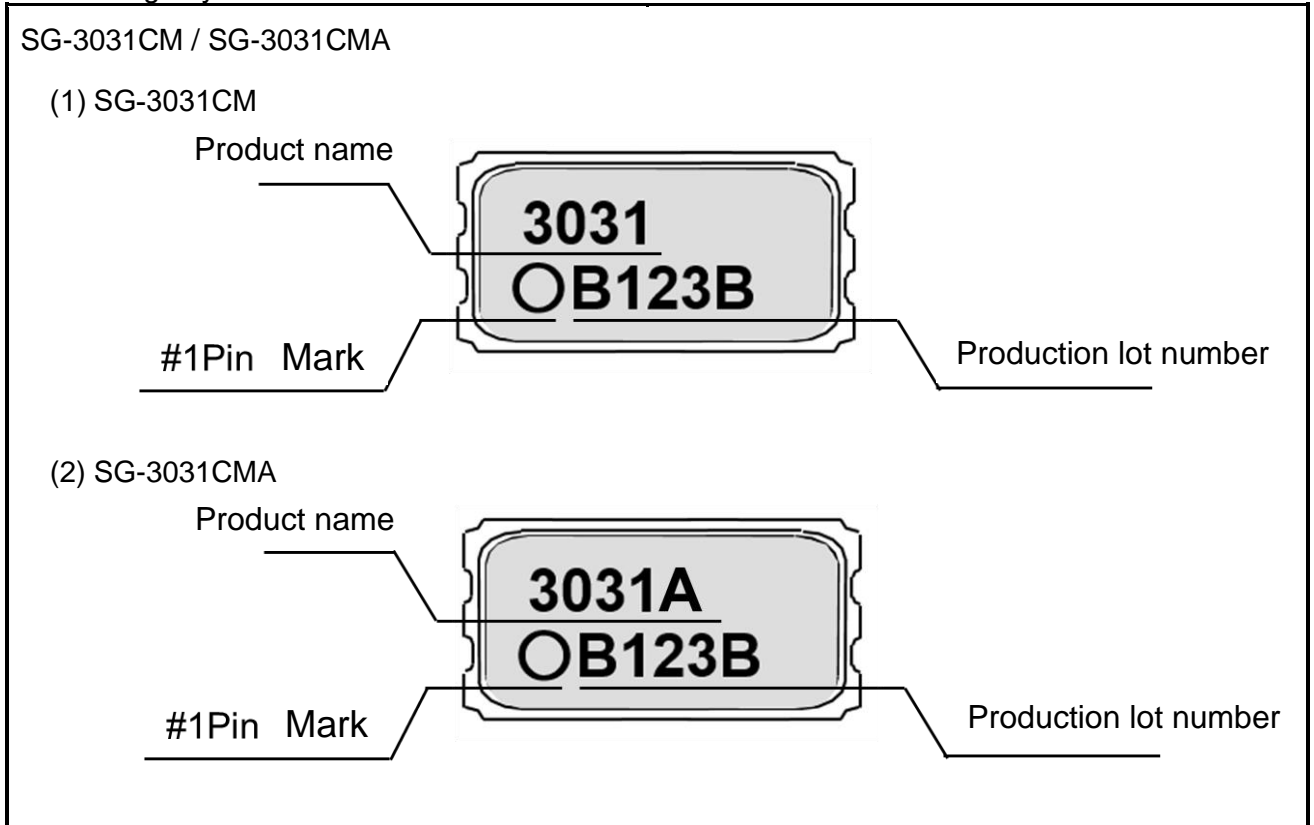 SG-3031CM / SG-3031CMA
(1) SG-3031CM
Product name
3031
○B123B
#1Pin Mark
Production lot number
(2) SG-3031CMA
Product name
3031A
○B123B
#1Pin Mark
Production lot number